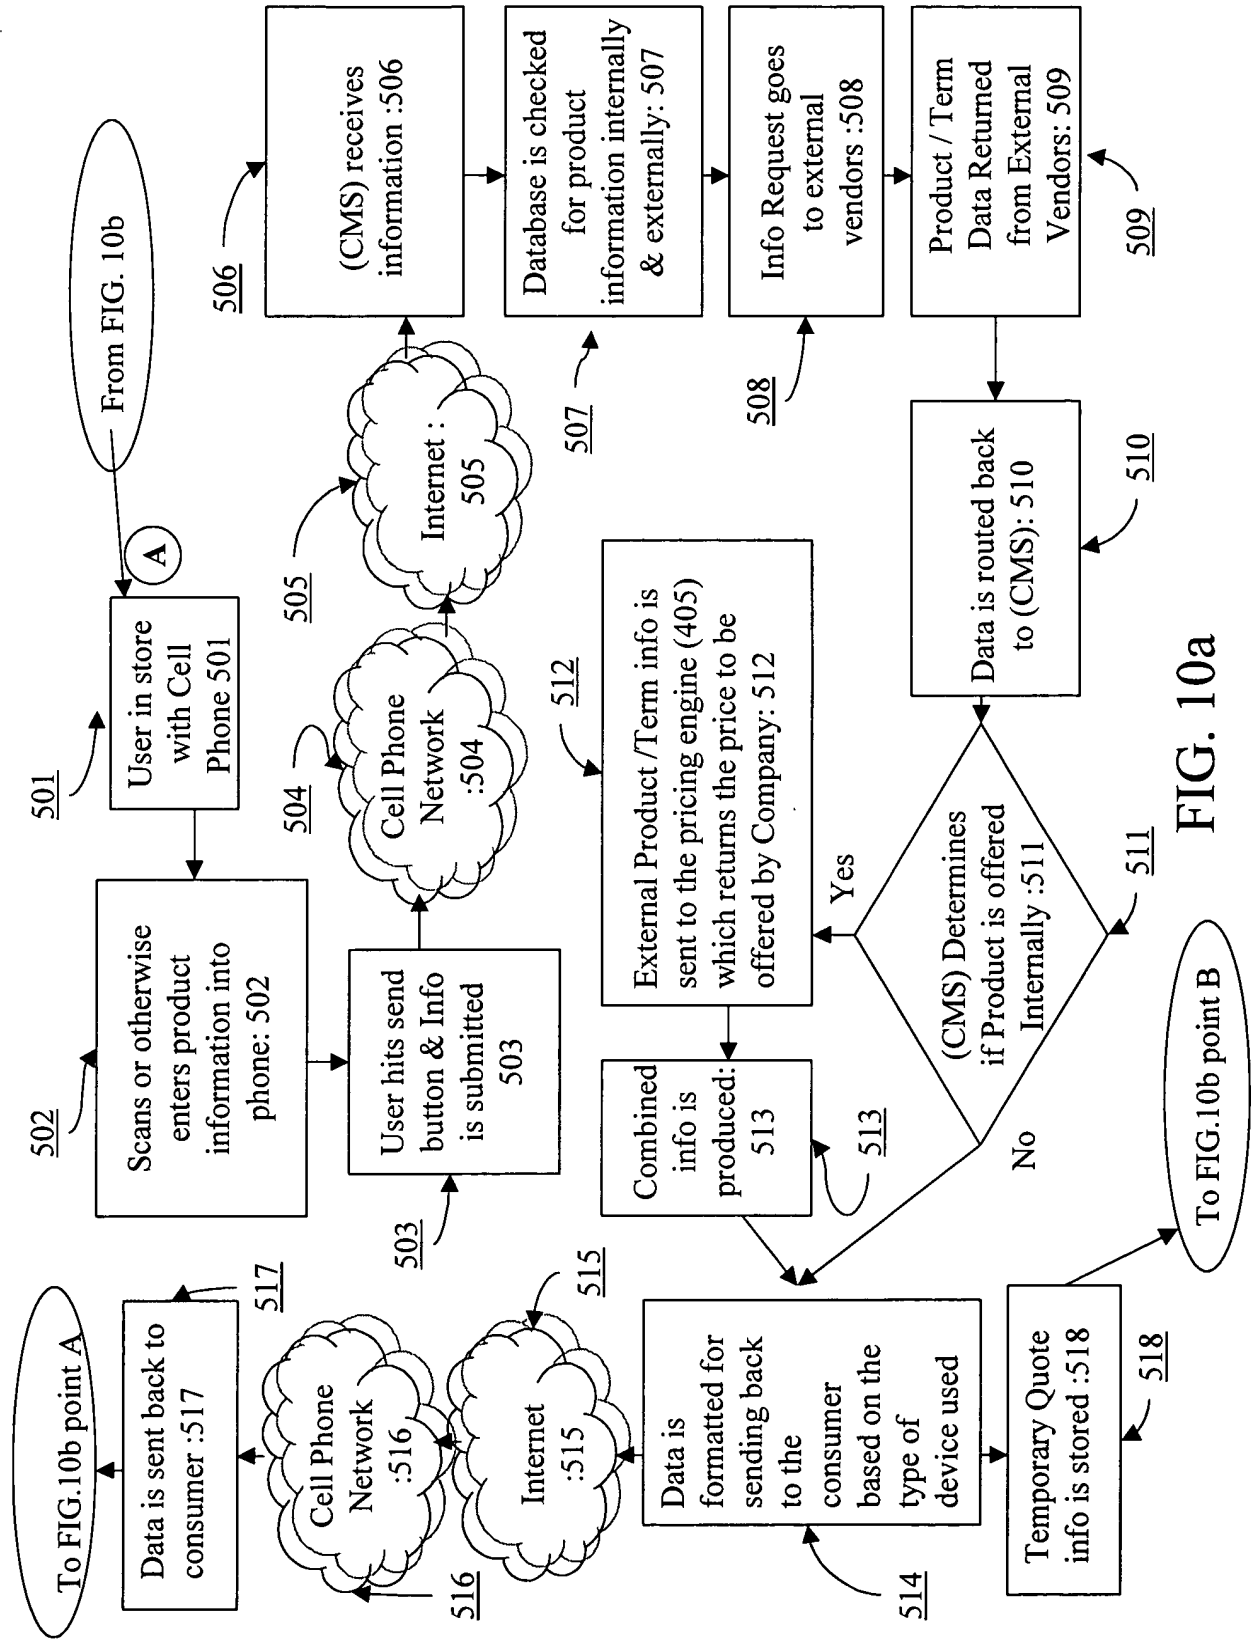 From FIG. 10b
A
501
User in store
with Cell
Phone 501
502
Scans or otherwise
enters product
information into
phone: 502
503
User hits send
button & Info
is submitted
503
504
Cell Phone
Network
:504
505
Internet :
505
506
(CMS) receives
information :506
507
Database is checked
for product
information internally
& externally: 507
508
Info Request goes
to external
vendors :508
509
Product / Term
Data Returned
from External
Vendors: 509
510
Data is routed back
to (CMS): 510
511
(CMS) Determines
if Product is offered
Internally :511
Yes
No
512
External Product /Term info is
sent to the pricing engine (405)
which returns the price to be
offered by Company: 512
513
Combined
info is
produced:
513
514
Data is
formatted for
sending back
to the
consumer
based on the
type of
device used
515
Internet
:515
516
Cell Phone
Network
:516
517
Data is sent back to
consumer :517
To FIG.10b point A
518
Temporary Quote
info is stored :518
To FIG.10b point B
FIG. 10a